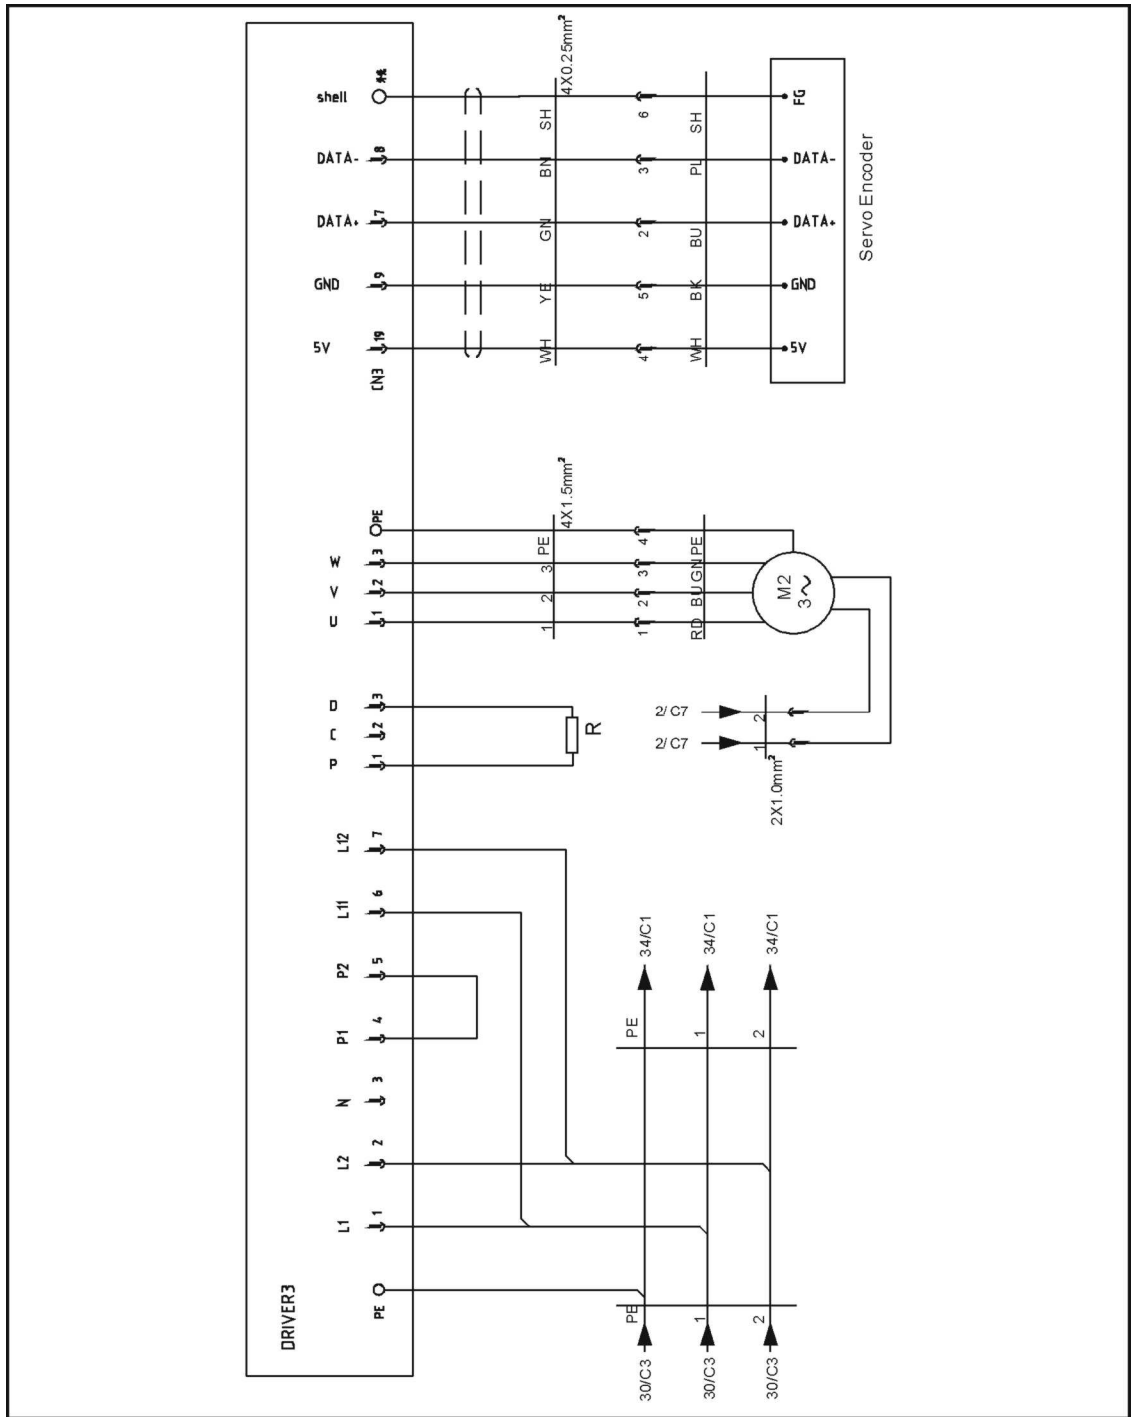 DRIVER3
PE
L1 1
L2 2
N 3
P1 4
P2 5
L11 6
L12 7
P 1
C 2
D 3
U 1
V 2
W 3
PE
CN3
5V 19
GND 9
DATA+ 7
DATA- 8
shell
WH
YE
GN
BN
SH
4X0.25mm²
4
5
2
3
6
WH
BK
BU
PL
SH
5V
GND
DATA+
DATA-
FG
Servo Encoder
1
2
3
PE
4X1.5mm²
1
2
3
4
RD
BU
GN
PE
M2
3~
R
2/ C7
2/ C7
1
2
2X1.0mm²
30/C3
30/C3
30/C3
PE
1
2
PE
1
2
34/C1
34/C1
34/C1